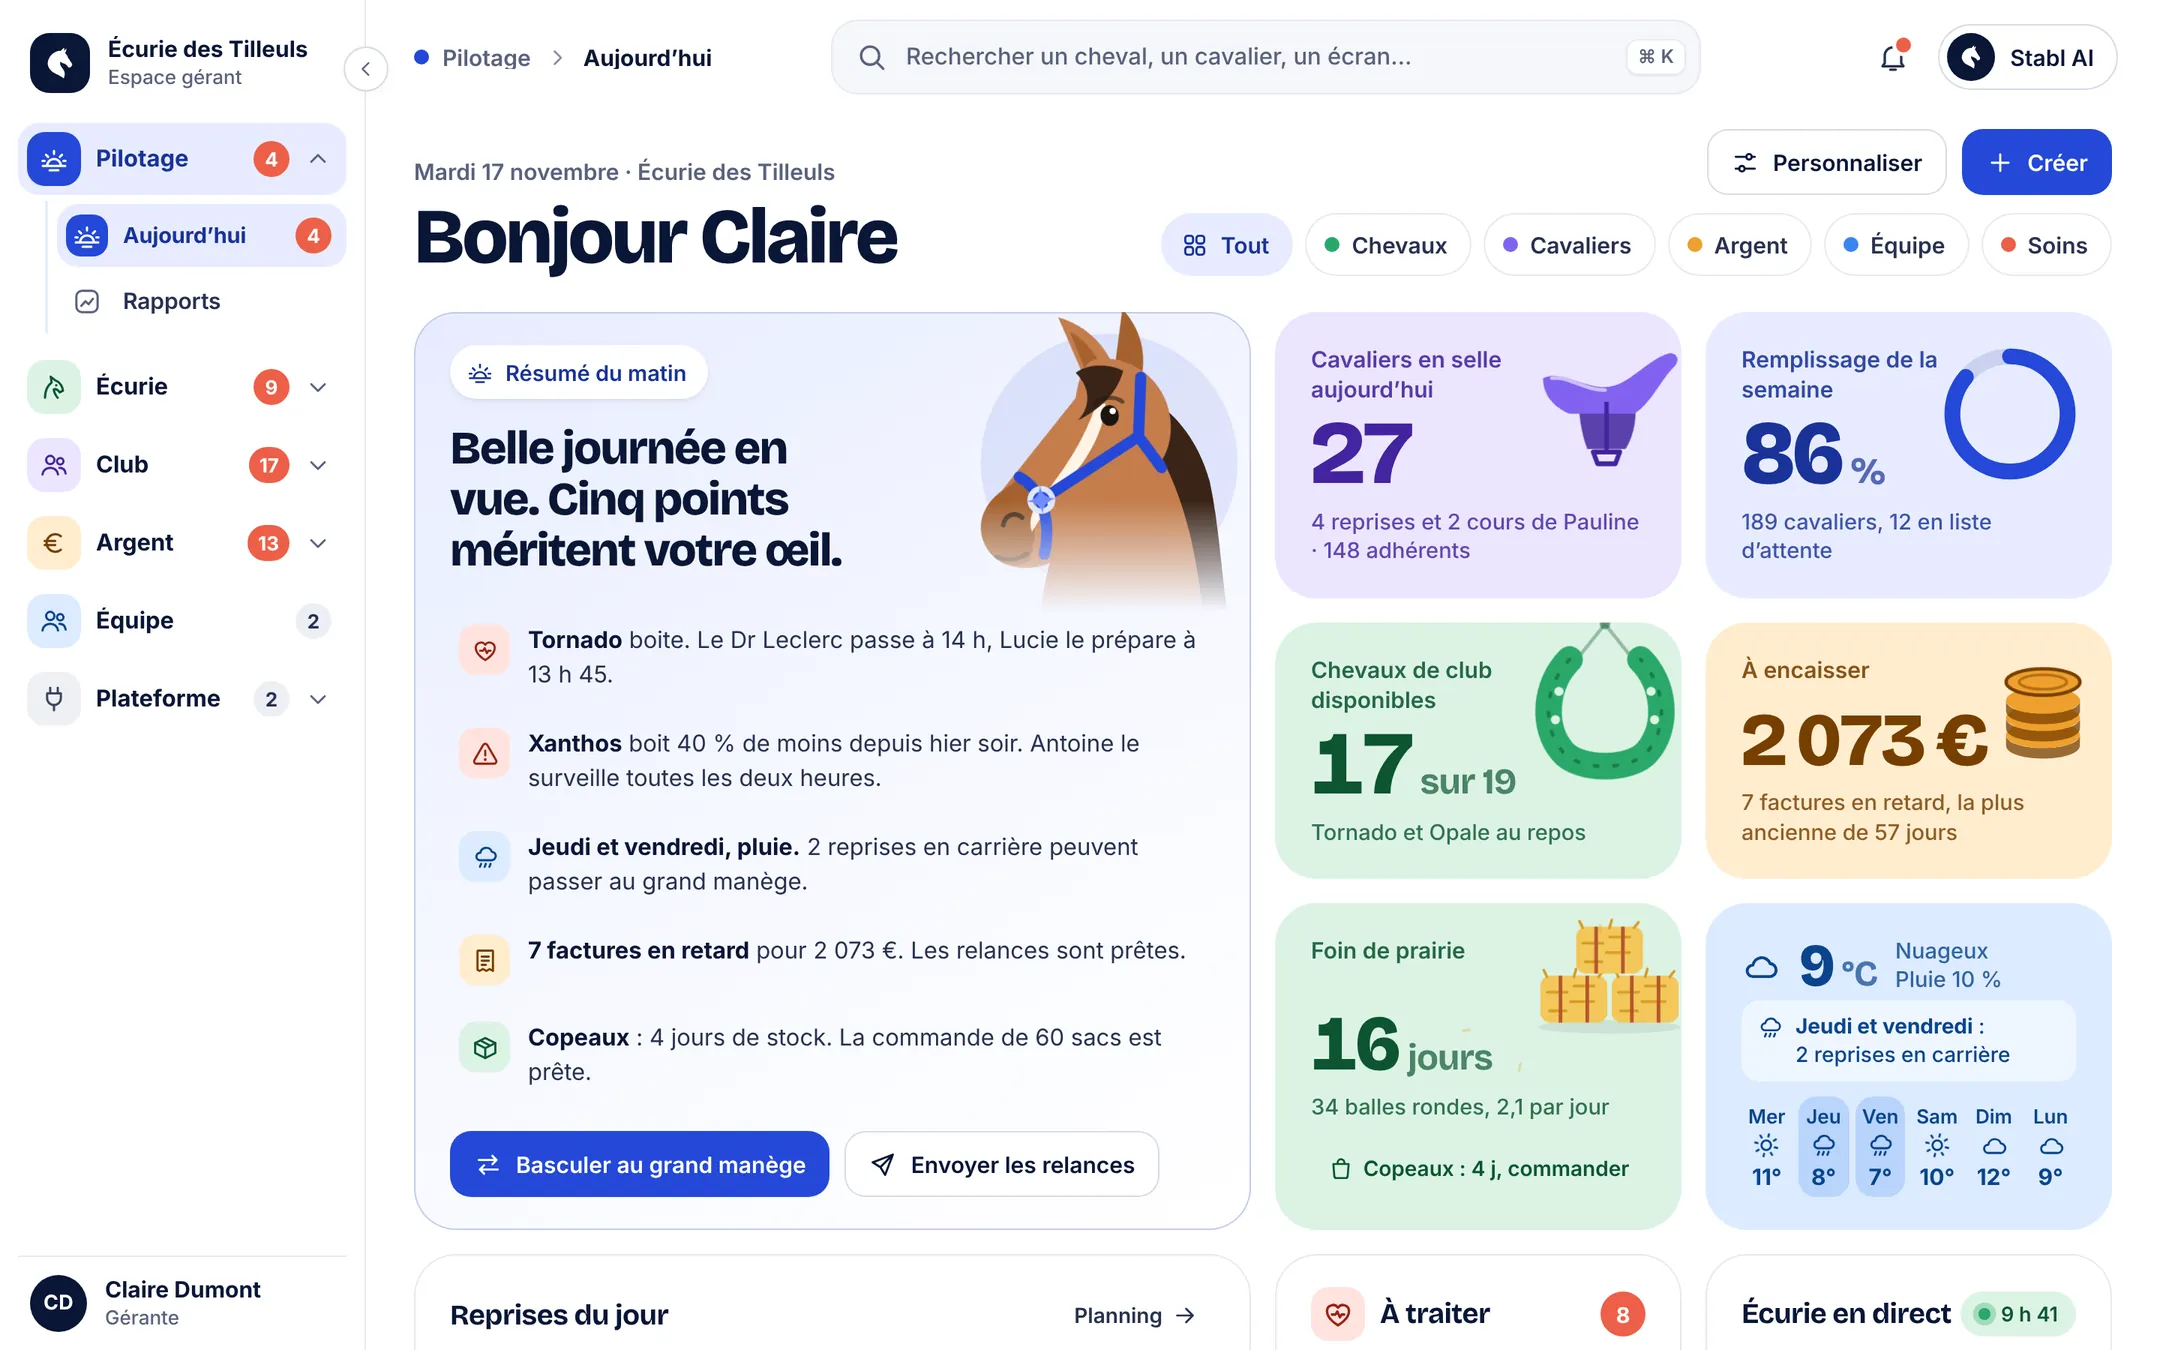 Écurie des Tilleuls
Espace gérant
Pilotage
4
Aujourd’hui
4
Rapports
Écurie
9
Club
17
€
Argent
13
Équipe
2
Plateforme
2
CD
Claire Dumont
Gérante
Pilotage
Aujourd’hui
Rechercher un cheval, un cavalier, un écran...
⌘ K
Stabl AI
Mardi 17 novembre · Écurie des Tilleuls
Bonjour Claire
Personnaliser
+ Créer
Tout
Chevaux
Cavaliers
Argent
Équipe
Soins
Résumé du matin
Belle journée en
vue. Cinq points
méritent votre œil.
Tornado boite. Le Dr Leclerc passe à 14 h, Lucie le prépare à
13 h 45.
Xanthos boit 40 % de moins depuis hier soir. Antoine le
surveille toutes les deux heures.
Jeudi et vendredi, pluie. 2 reprises en carrière peuvent
passer au grand manège.
7 factures en retard pour 2 073 €. Les relances sont prêtes.
Copeaux : 4 jours de stock. La commande de 60 sacs est
prête.
Basculer au grand manège
Envoyer les relances
Cavaliers en selle
aujourd’hui
27
4 reprises et 2 cours de Pauline
· 148 adhérents
Remplissage de la
semaine
86 %
189 cavaliers, 12 en liste
d’attente
Chevaux de club
disponibles
17 sur 19
Tornado et Opale au repos
À encaisser
2 073 €
7 factures en retard, la plus
ancienne de 57 jours
Foin de prairie
16 jours
34 balles rondes, 2,1 par jour
Copeaux : 4 j, commander
9 °C
Nuageux
Pluie 10 %
Jeudi et vendredi :
2 reprises en carrière
Mer Jeu Ven Sam Dim Lun
11° 8° 7° 10° 12° 9°
Reprises du jour
Planning →
À traiter
8
Écurie en direct
9 h 41